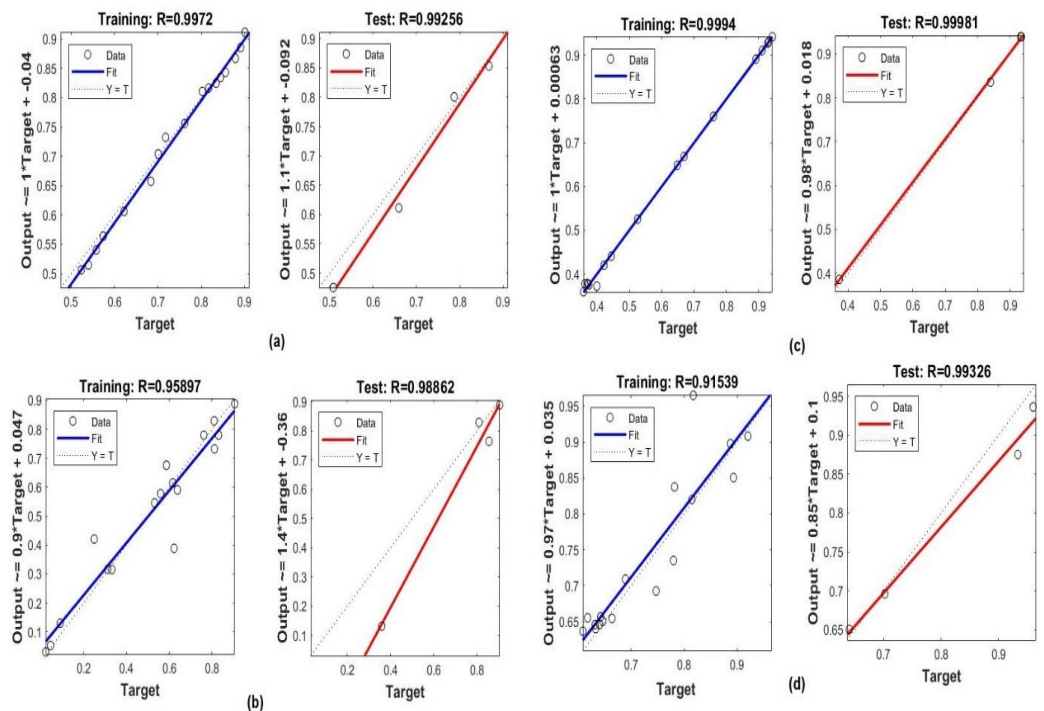 Training: R=0.9972
Output ~= 1*Target + -0.04
0.9
0.85
0.8
0.75
0.7
0.65
0.6
0.55
0.5
Data
Fit
Y = T
0.5 0.6 0.7 0.8 0.9
Target
Test: R=0.99256
Output ~= 1.1*Target + -0.092
0.9
0.85
0.8
0.75
0.7
0.65
0.6
0.55
0.5
Data
Fit
Y = T
0.5 0.6 0.7 0.8 0.9
Target
(a)
Training: R=0.9994
Output ~= 1*Target + 0.00063
0.9
0.8
0.7
0.6
0.5
0.4
Data
Fit
Y = T
0.4 0.5 0.6 0.7 0.8 0.9
Target
Test: R=0.99981
Output ~= 0.98*Target + 0.018
0.9
0.8
0.7
0.6
0.5
0.4
Data
Fit
Y = T
0.4 0.5 0.6 0.7 0.8 0.9
Target
(c)
Training: R=0.95897
Output ~= 0.9*Target + 0.047
0.9
0.8
0.7
0.6
0.5
0.4
0.3
0.2
0.1
Data
Fit
Y = T
0.2 0.4 0.6 0.8
Target
Test: R=0.98862
Output ~= 1.4*Target + -0.36
0.9
0.8
0.7
0.6
0.5
0.4
0.3
0.2
0.1
Data
Fit
Y = T
0.2 0.4 0.6 0.8
Target
(b)
Training: R=0.91539
Output ~= 0.97*Target + 0.035
0.95
0.9
0.85
0.8
0.75
0.7
0.65
Data
Fit
Y = T
0.7 0.8 0.9
Target
Test: R=0.99326
Output ~= 0.85*Target + 0.1
0.95
0.9
0.85
0.8
0.75
0.7
0.65
Data
Fit
Y = T
0.7 0.8 0.9
Target
(d)